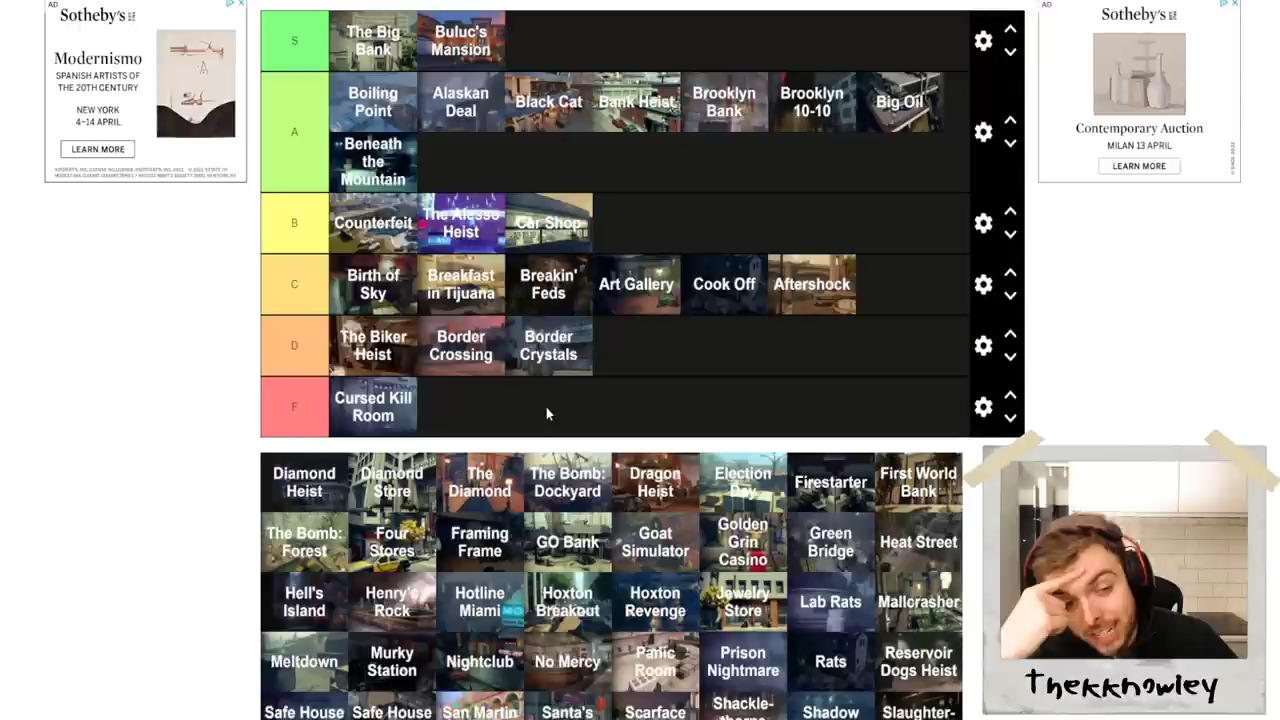 AD
Sotheby's
Modernismo
SPANISH ARTISTS OF
THE 20TH CENTURY
NEW YORK
4–14 APRIL
LEARN MORE
AD
Sotheby's
Contemporary Auction
MILAN 13 APRIL
LEARN MORE
S
The Big
Bank
Buluc's
Mansion
A
Boiling
Point
Alaskan
Deal
Black Cat
Bank Heist
Brooklyn
Bank
Brooklyn
10-10
Big Oil
Beneath
the
Mountain
B
Counterfeit
The Alesso
Heist
Car Shop
C
Birth of
Sky
Breakfast
in Tijuana
Breakin'
Feds
Art Gallery
Cook Off
Aftershock
D
The Biker
Heist
Border
Crossing
Border
Crystals
F
Cursed Kill
Room
Diamond
Heist
Diamond
Store
The
Diamond
The Bomb:
Dockyard
Dragon
Heist
Election
Day
Firestarter
First World
Bank
The Bomb:
Forest
Four
Stores
Framing
Frame
GO Bank
Goat
Simulator
Golden
Grin
Casino
Green
Bridge
Heat Street
Hell's
Island
Henry's
Rock
Hotline
Miami
Hoxton
Breakout
Hoxton
Revenge
Jewelry
Store
Lab Rats
Mallcrasher
Meltdown
Murky
Station
Nightclub
No Mercy
Panic
Room
Prison
Nightmare
Rats
Reservoir
Dogs Heist
Safe House
Safe House
San Martin
Santa's
Scarface
Shackle-
Shadow
Slaughter-
Thekknowley